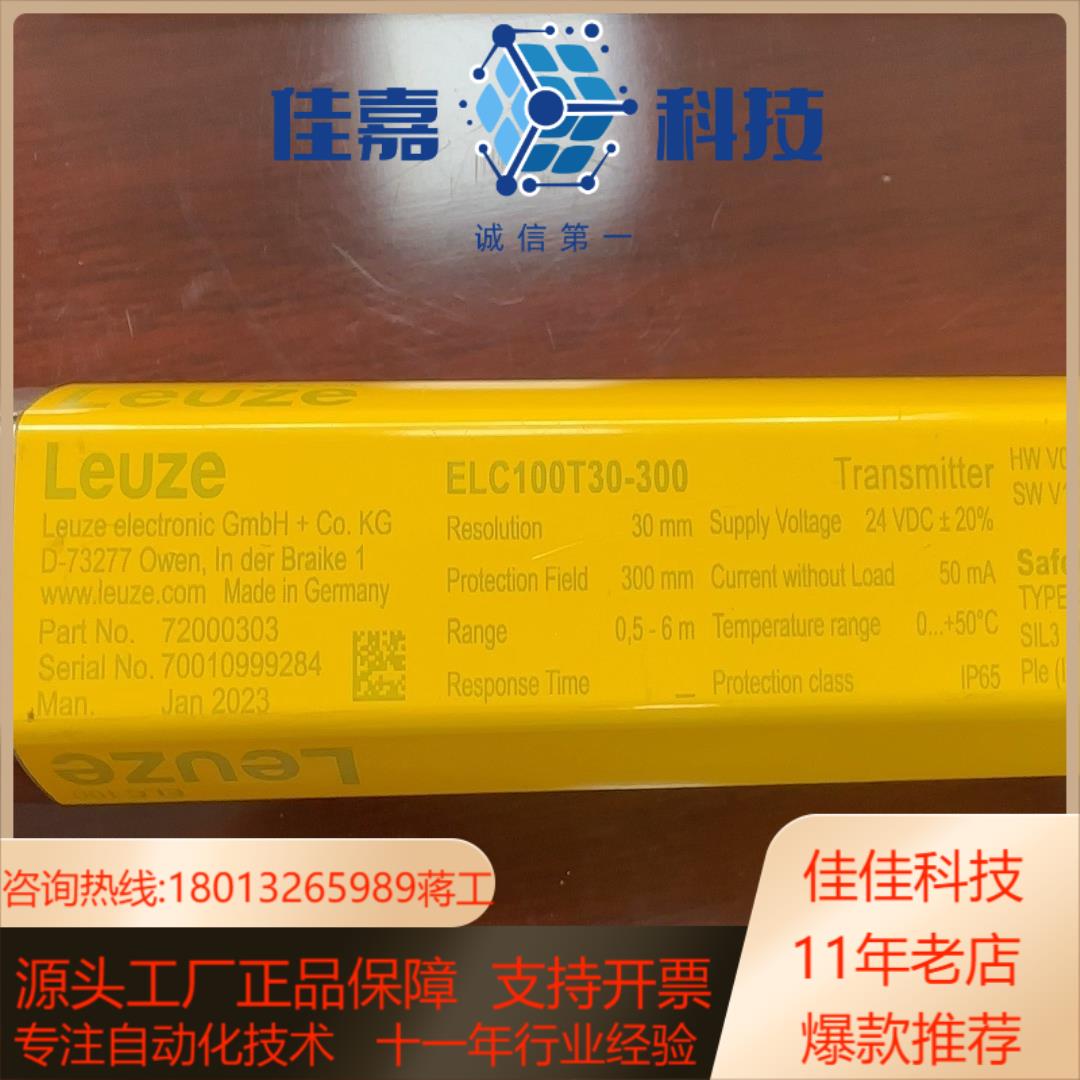 佳嘉 科技
诚信第一
Leuze
Leuze
Leuze electronic GmbH + Co. KG
D-73277 Owen, In der Braike 1
www.leuze.com Made in Germany
Part No. 72000303
Serial No. 70010999284
Man. Jan 2023
ELC100T30-300 Transmitter
Resolution 30 mm
Protection Field 300 mm
Range 0,5 - 6 m
Response Time _
Supply Voltage 24 VDC ± 20%
Current without Load 50 mA
Temperature range 0...+50°C
Protection class IP65
HW
SW
TYPE
SIL3
Ple
Leuze
ELC 100
咨询热线:18013265989蒋工
源头工厂正品保障 支持开票
专注自动化技术 十一年行业经验
佳佳科技
11年老店
爆款推荐